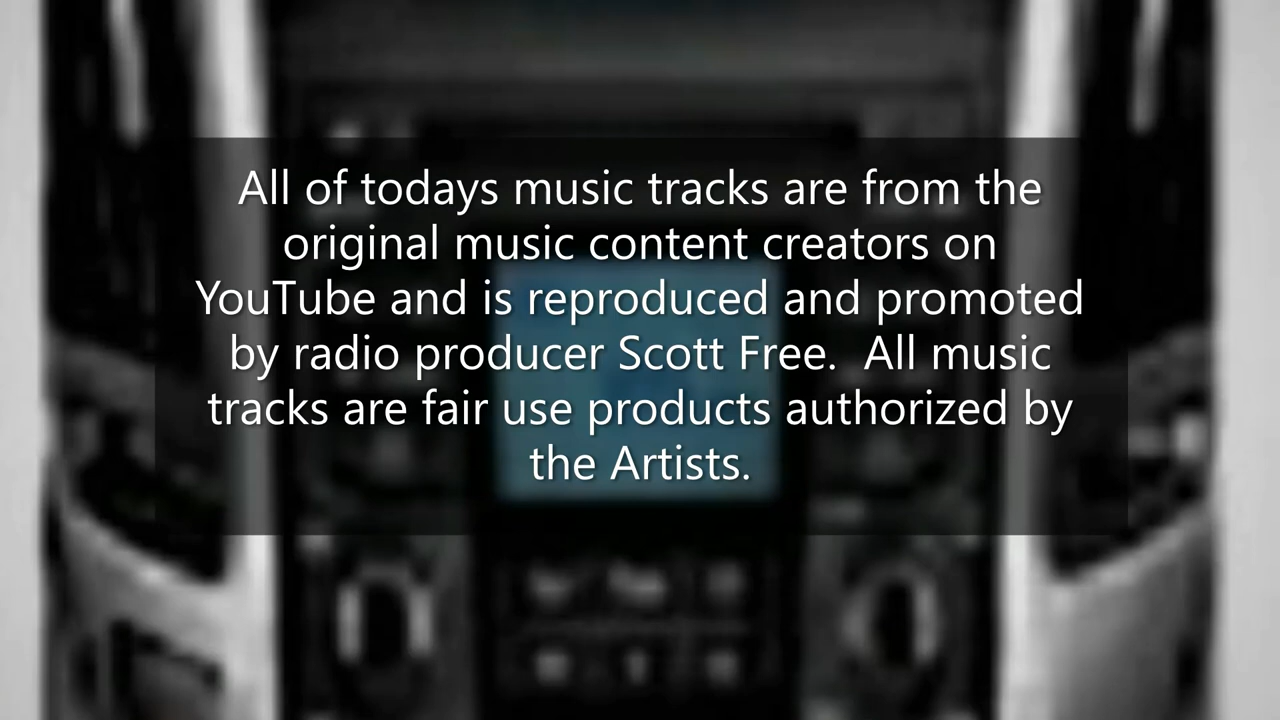 All of todays music tracks are from the
original music content creators on
YouTube and is reproduced and promoted
by radio producer Scott Free.  All music
tracks are fair use products authorized by
the Artists.